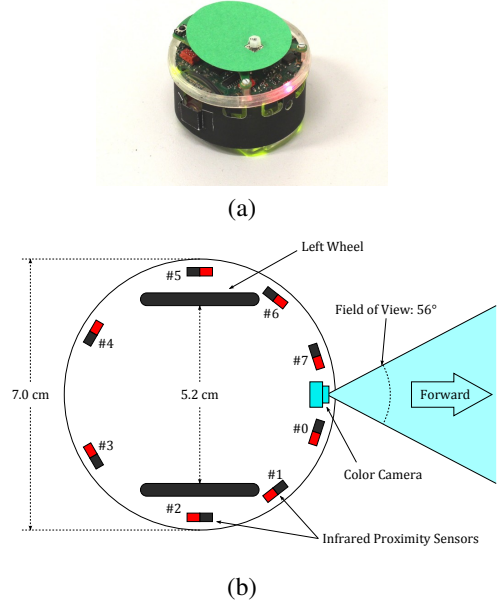 (a)
Left Wheel
#5
#6
Field of View: 56°
#4
#7
7.0 cm
5.2 cm
Forward
#0
#3
Color Camera
#1
#2
Infrared Proximity Sensors
(b)